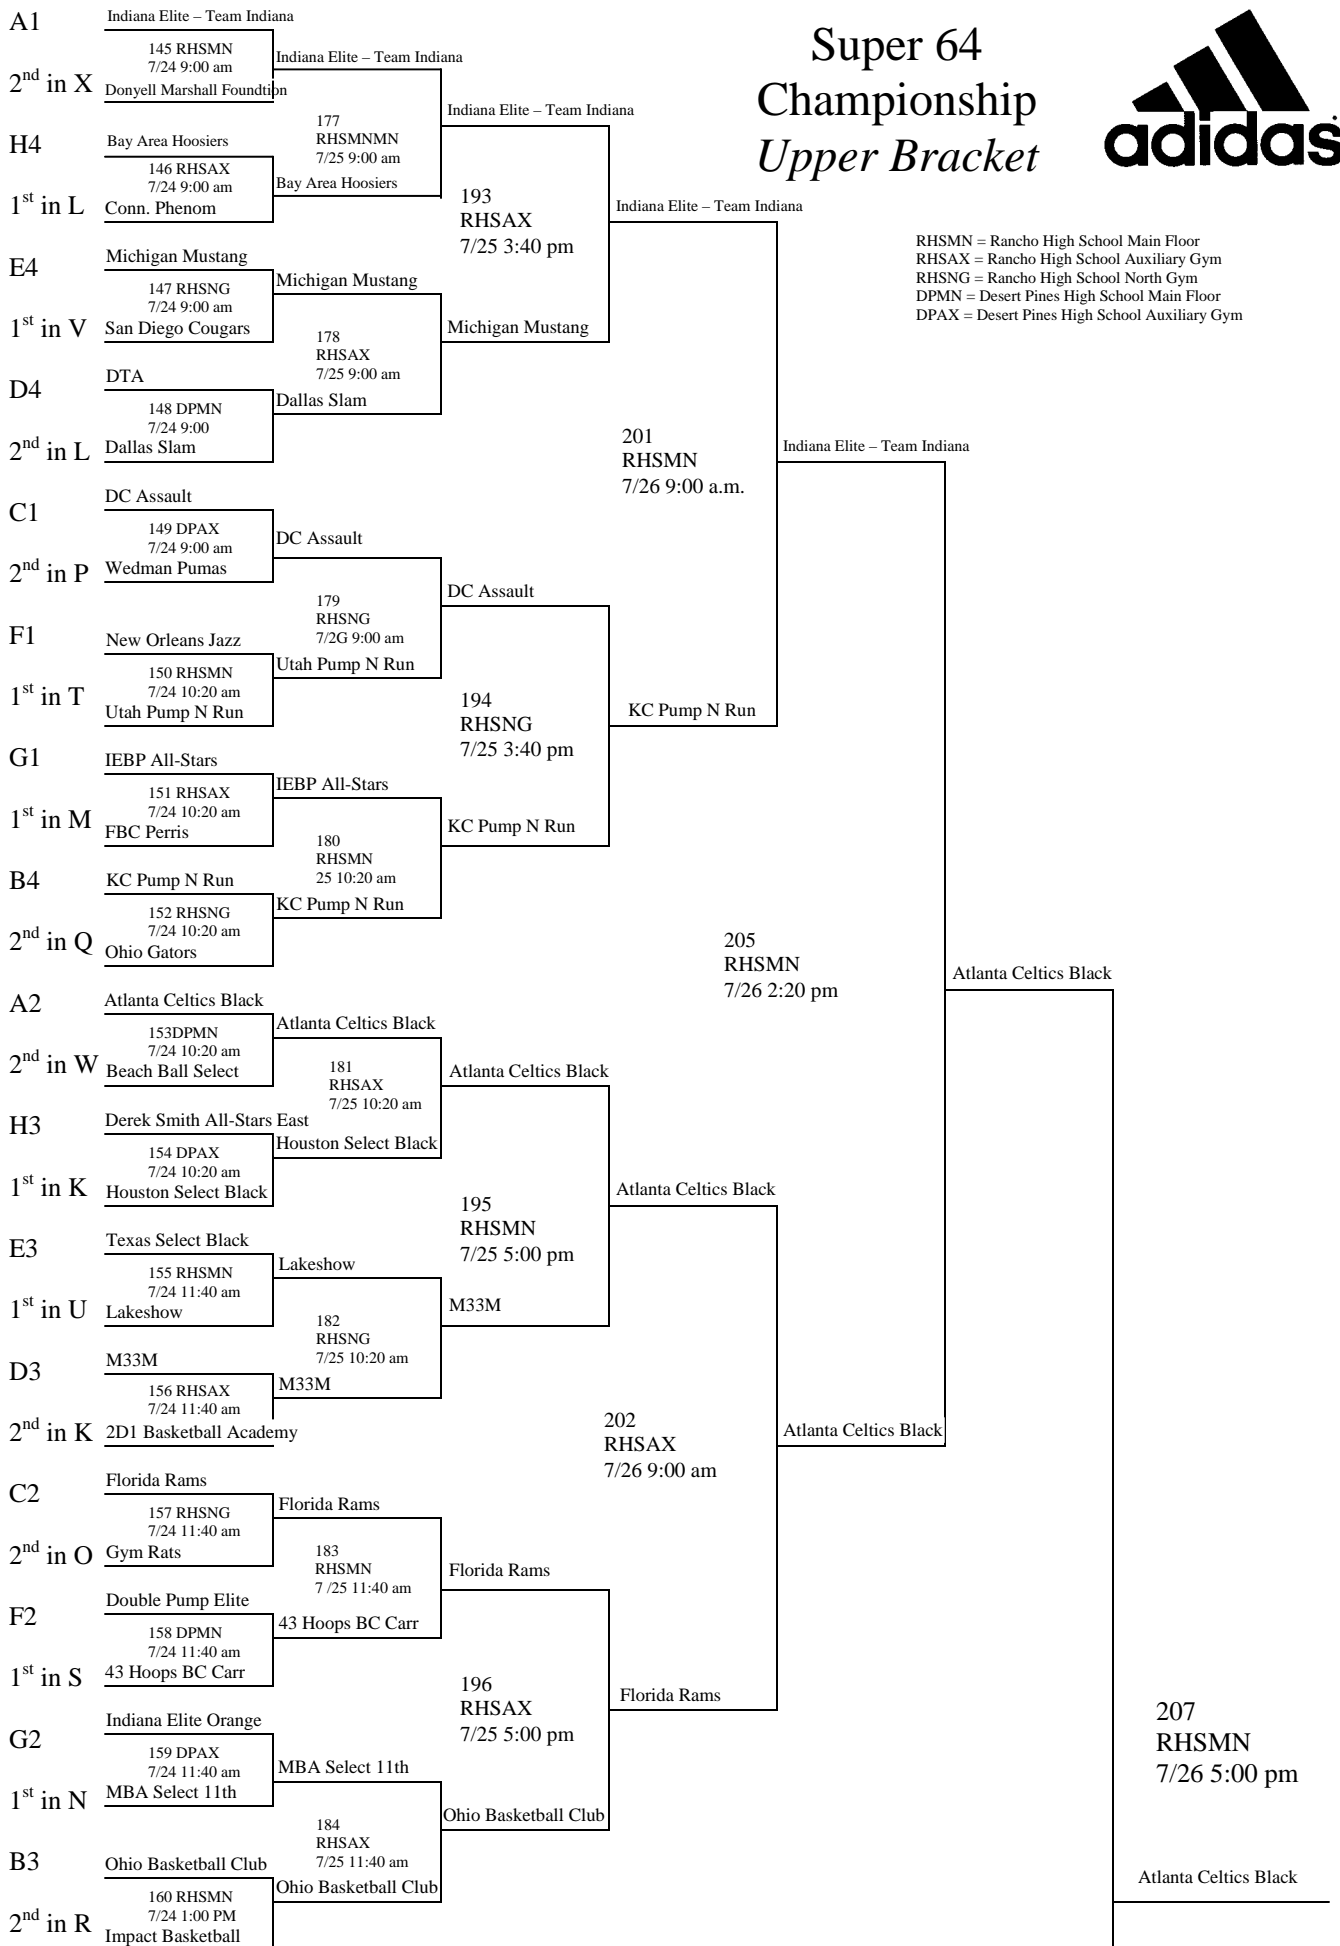 Super 64
Championship
Upper Bracket
adidas
RHSMN = Rancho High School Main Floor
RHSAX = Rancho High School Auxiliary Gym
RHSNG = Rancho High School North Gym
DPMN = Desert Pines High School Main Floor
DPAX = Desert Pines High School Auxiliary Gym
A1
Indiana Elite – Team Indiana
145 RHSMN
7/24 9:00 am
2nd in X
Donyell Marshall Foundtion
H4
Bay Area Hoosiers
146 RHSAX
7/24 9:00 am
1st in L
Conn. Phenom
E4
Michigan Mustang
147 RHSNG
7/24 9:00 am
1st in V
San Diego Cougars
D4
DTA
148 DPMN
7/24 9:00
2nd in L
Dallas Slam
C1
DC Assault
149 DPAX
7/24 9:00 am
2nd in P
Wedman Pumas
F1
New Orleans Jazz
150 RHSMN
7/24 10:20 am
1st in T
Utah Pump N Run
G1
IEBP All-Stars
151 RHSAX
7/24 10:20 am
1st in M
FBC Perris
B4
KC Pump N Run
152 RHSNG
7/24 10:20 am
2nd in Q
Ohio Gators
A2
Atlanta Celtics Black
153DPMN
7/24 10:20 am
2nd in W
Beach Ball Select
H3
Derek Smith All-Stars East
154 DPAX
7/24 10:20 am
1st in K
Houston Select Black
E3
Texas Select Black
155 RHSMN
7/24 11:40 am
1st in U
Lakeshow
D3
M33M
156 RHSAX
7/24 11:40 am
2nd in K
2D1 Basketball Academy
C2
Florida Rams
157 RHSNG
7/24 11:40 am
2nd in O
Gym Rats
F2
Double Pump Elite
158 DPMN
7/24 11:40 am
1st in S
43 Hoops BC Carr
G2
Indiana Elite Orange
159 DPAX
7/24 11:40 am
1st in N
MBA Select 11th
B3
Ohio Basketball Club
160 RHSMN
7/24 1:00 PM
2nd in R
Impact Basketball
Indiana Elite – Team Indiana
177
RHSMNMN
7/25 9:00 am
Bay Area Hoosiers
Michigan Mustang
178
RHSAX
7/25 9:00 am
Dallas Slam
DC Assault
179
RHSNG
7/2G 9:00 am
Utah Pump N Run
IEBP All-Stars
180
RHSMN
25 10:20 am
KC Pump N Run
Atlanta Celtics Black
181
RHSAX
7/25 10:20 am
Houston Select Black
Lakeshow
182
RHSNG
7/25 10:20 am
M33M
Florida Rams
183
RHSMN
7 /25 11:40 am
43 Hoops BC Carr
MBA Select 11th
184
RHSAX
7/25 11:40 am
Ohio Basketball Club
Indiana Elite – Team Indiana
193
RHSAX
7/25 3:40 pm
Michigan Mustang
DC Assault
194
RHSNG
7/25 3:40 pm
KC Pump N Run
Atlanta Celtics Black
195
RHSMN
7/25 5:00 pm
M33M
Florida Rams
196
RHSAX
7/25 5:00 pm
Ohio Basketball Club
Indiana Elite – Team Indiana
201
RHSMN
7/26 9:00 a.m.
KC Pump N Run
Atlanta Celtics Black
202
RHSAX
7/26 9:00 am
Florida Rams
Indiana Elite – Team Indiana
205
RHSMN
7/26 2:20 pm
Atlanta Celtics Black
Atlanta Celtics Black
207
RHSMN
7/26 5:00 pm
Atlanta Celtics Black